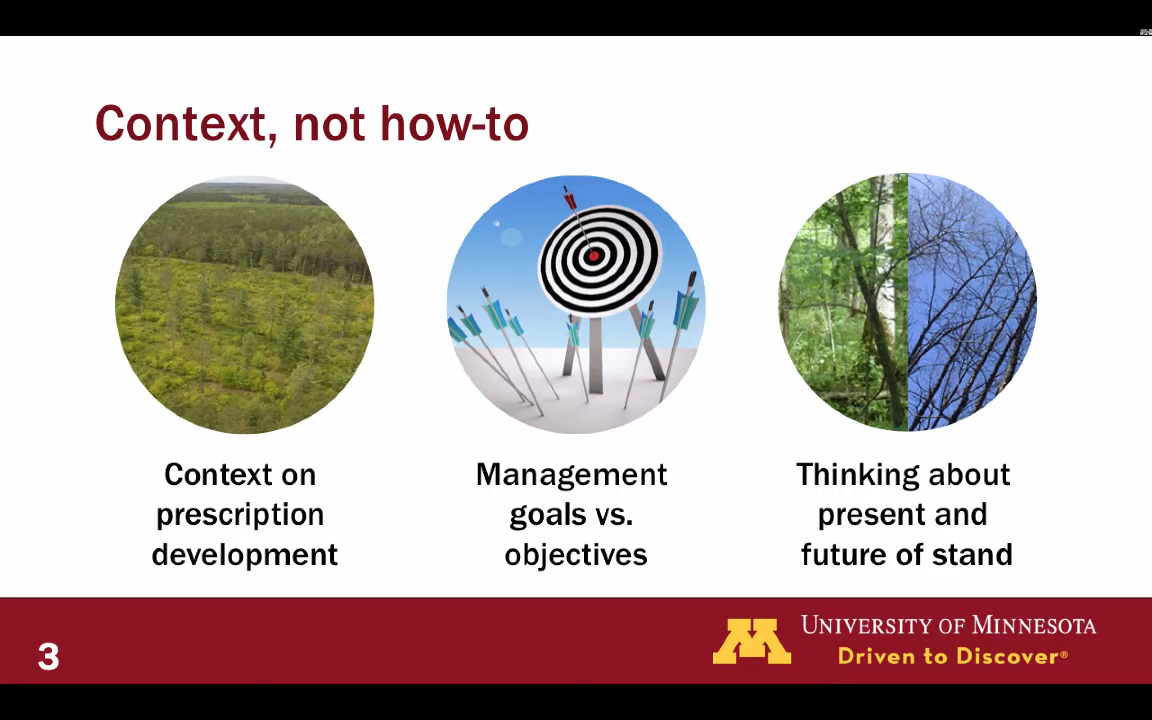 Context, not how-to
Context on
prescription
development
Management
goals vs.
objectives
Thinking about
present and
future of stand
3
UNIVERSITY OF MINNESOTA
Driven to Discover®